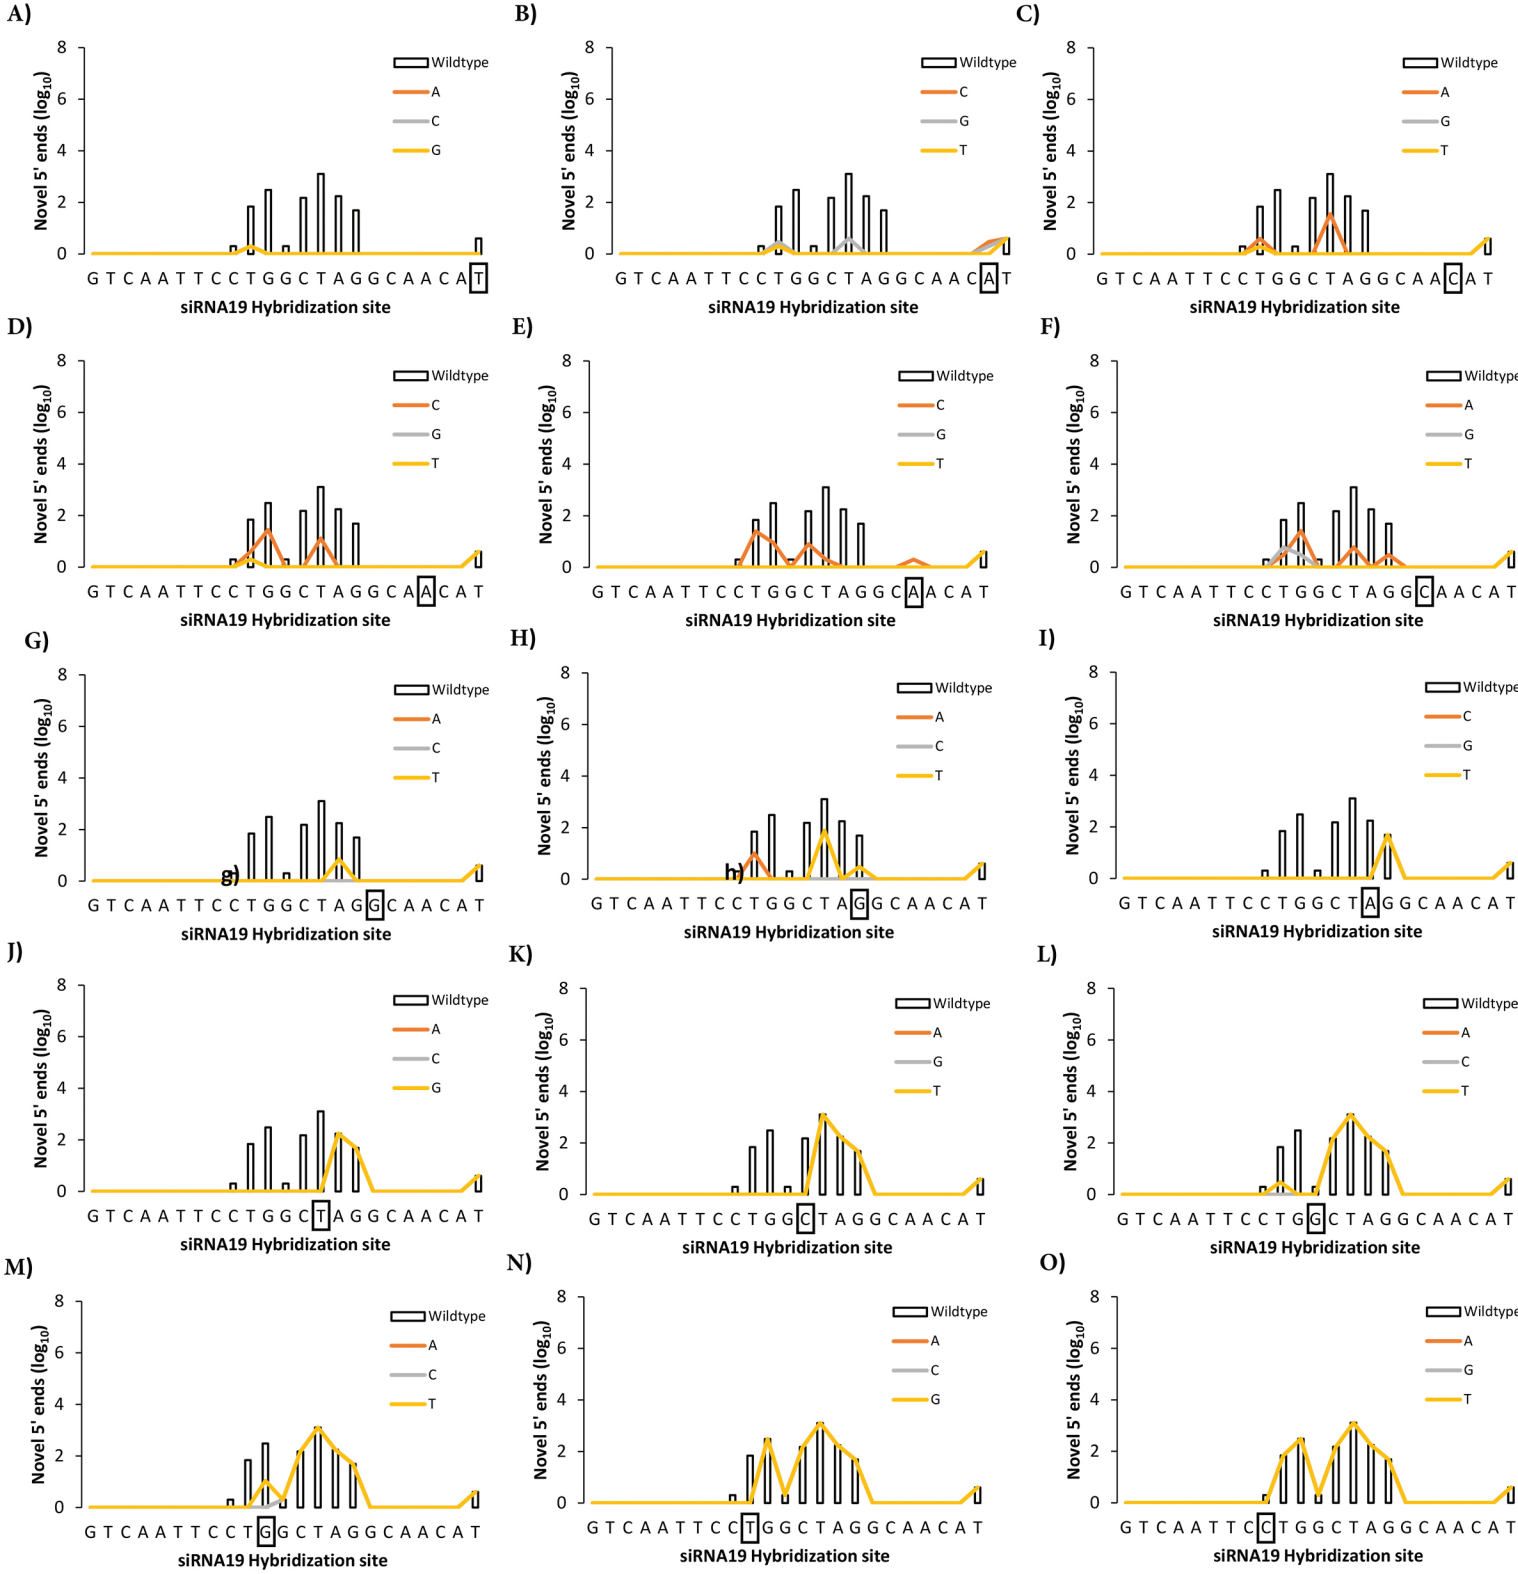 A)
Novel 5' ends (log10)
8
6
4
2
0
Wildtype
A
C
G
G T C A A T T C C T G G C T A G G C A A C A T
siRNA19 Hybridization site
B)
Novel 5' ends (log10)
8
6
4
2
0
Wildtype
C
G
T
G T C A A T T C C T G G C T A G G C A A C A T
siRNA19 Hybridization site
C)
Novel 5' ends (log10)
8
6
4
2
0
Wildtype
A
G
T
G T C A A T T C C T G G C T A G G C A A C A T
siRNA19 Hybridization site
D)
Novel 5' ends (log10)
8
6
4
2
0
Wildtype
C
G
T
G T C A A T T C C T G G C T A G G C A A C A T
siRNA19 Hybridization site
E)
Novel 5' ends (log10)
8
6
4
2
0
Wildtype
C
G
T
G T C A A T T C C T G G C T A G G C A A C A T
siRNA19 Hybridization site
F)
Novel 5' ends (log10)
8
6
4
2
0
Wildtype
A
G
T
G T C A A T T C C T G G C T A G G C A A C A T
siRNA19 Hybridization site
G)
Novel 5' ends (log10)
8
6
4
2
0
Wildtype
A
C
T
g)
G T C A A T T C C T G G C T A G G C A A C A T
siRNA19 Hybridization site
H)
Novel 5' ends (log10)
8
6
4
2
0
Wildtype
A
C
T
h)
G T C A A T T C C T G G C T A G G C A A C A T
siRNA19 Hybridization site
I)
Novel 5' ends (log10)
8
6
4
2
0
Wildtype
C
G
T
G T C A A T T C C T G G C T A G G C A A C A T
siRNA19 Hybridization site
J)
Novel 5' ends (log10)
8
6
4
2
0
Wildtype
A
C
G
G T C A A T T C C T G G C T A G G C A A C A T
siRNA19 Hybridization site
K)
Novel 5' ends (log10)
8
6
4
2
0
Wildtype
A
G
T
G T C A A T T C C T G G C T A G G C A A C A T
siRNA19 Hybridization site
L)
Novel 5' ends (log10)
8
6
4
2
0
Wildtype
A
C
T
G T C A A T T C C T G G C T A G G C A A C A T
siRNA19 Hybridization site
M)
Novel 5' ends (log10)
8
6
4
2
0
Wildtype
A
C
T
G T C A A T T C C T G G C T A G G C A A C A T
siRNA19 Hybridization site
N)
Novel 5' ends (log10)
8
6
4
2
0
Wildtype
A
C
G
G T C A A T T C C T G G C T A G G C A A C A T
siRNA19 Hybridization site
O)
Novel 5' ends (log10)
8
6
4
2
0
Wildtype
A
G
T
G T C A A T T C C T G G C T A G G C A A C A T
siRNA19 Hybridization site